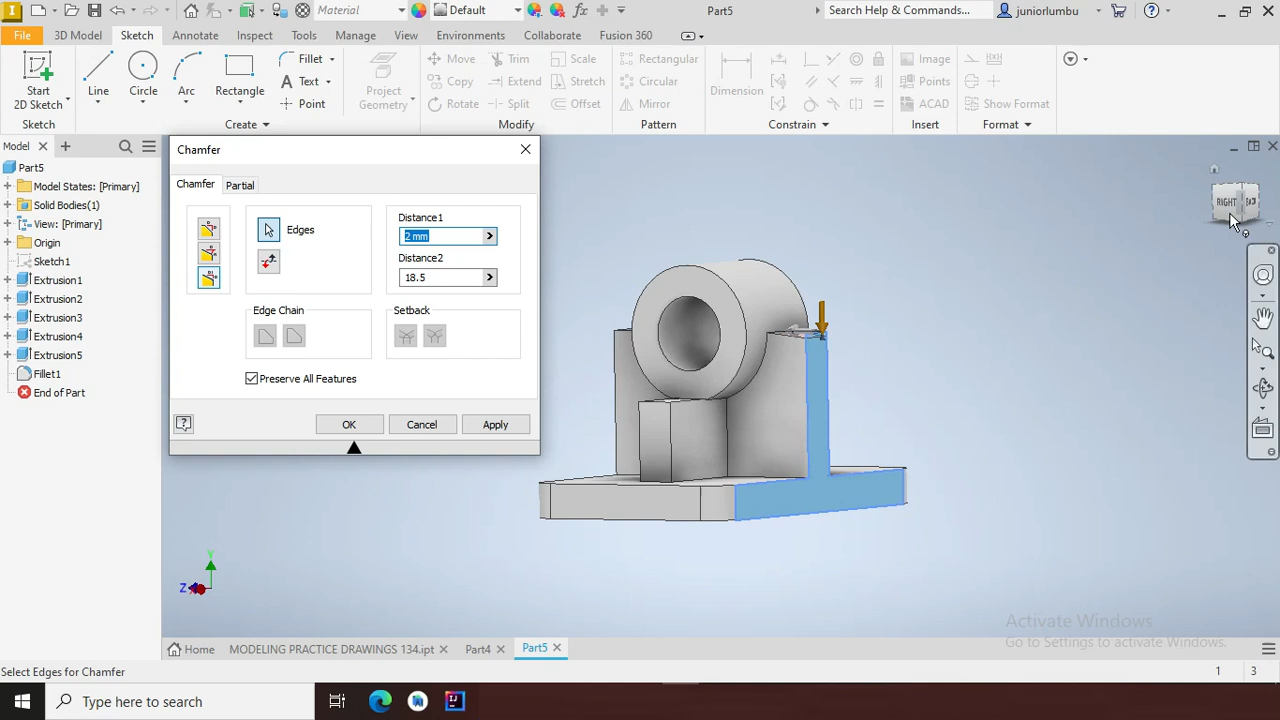 Material
Default
Part5
Search Help & Commands...
juniorlumbu
File
3D Model
Sketch
Annotate
Inspect
Tools
Manage
View
Environments
Collaborate
Fusion 360
Start
2D Sketch
Line
Circle
Arc
Rectangle
Fillet
Text
Point
Project
Geometry
Move
Copy
Rotate
Trim
Extend
Split
Scale
Stretch
Offset
Rectangular
Circular
Mirror
Dimension
Image
Points
ACAD
Show Format
Sketch
Create
Modify
Pattern
Constrain
Insert
Format
Model
Part5
Model States: [Primary]
Solid Bodies(1)
View: [Primary]
Origin
Sketch1
Extrusion1
Extrusion2
Extrusion3
Extrusion4
Extrusion5
Fillet1
End of Part
Chamfer
Chamfer
Partial
Edges
Distance1
2 mm
Distance2
18.5
Edge Chain
Setback
Preserve All Features
OK
Cancel
Apply
RIGHT
Y
Z
Activate Windows
Go to Settings to activate Windows.
Home
MODELING PRACTICE DRAWINGS 134.ipt
Part4
Part5
Select Edges for Chamfer
1
3
Type here to search